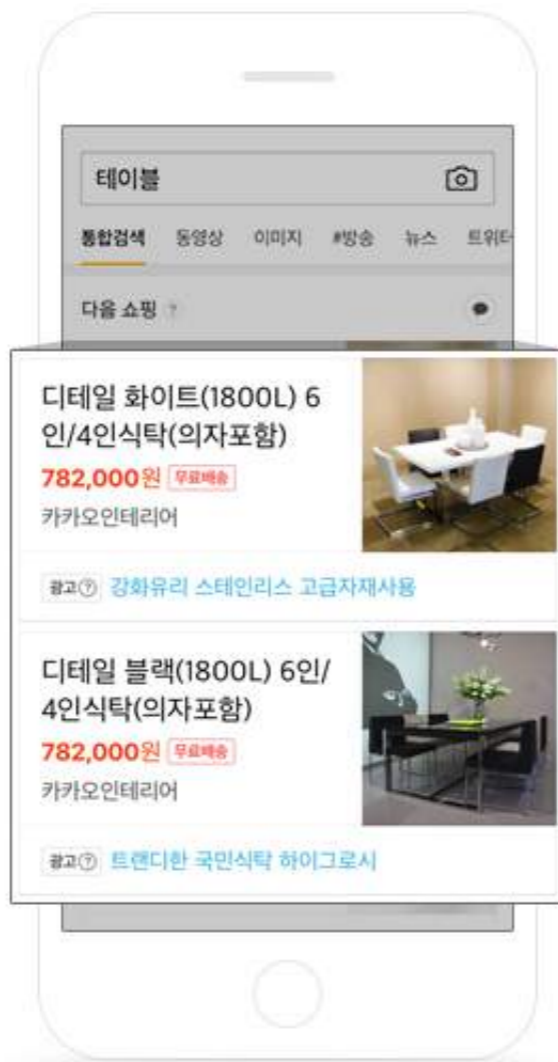 테이블
통합검색 동영상 이미지 #방송 뉴스 트위터
다음 쇼핑 ?
디테일 화이트(1800L) 6
인/4인식탁(의자포함)
782,000원 무료배송
카카오인테리어
광고? 강화유리 스테인리스 고급자재사용
디테일 블랙(1800L) 6인/
4인식탁(의자포함)
782,000원 무료배송
카카오인테리어
광고? 트랜디한 국민식탁 하이그로시